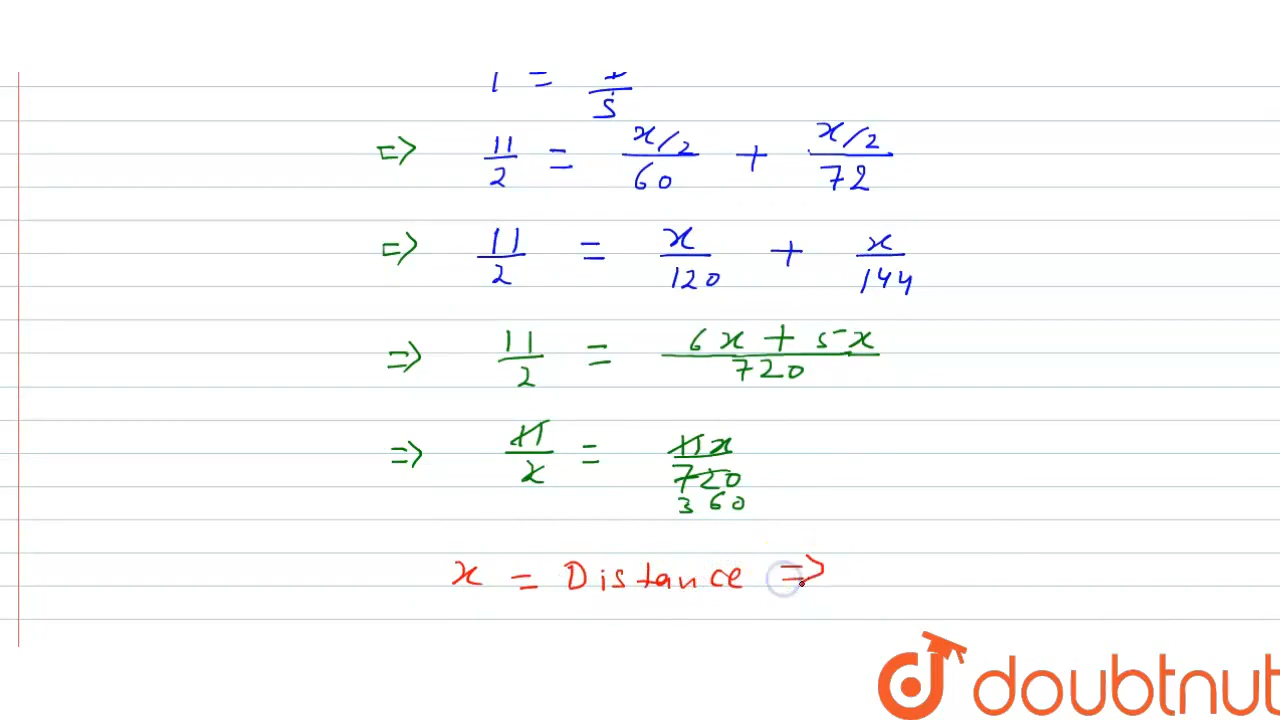 => 11/2 = x/2/60 + x/2/72
=> 11/2 = x/120 + x/144
=> 11/2 = 6x + 5x/720
=> 11/2 = 11x/720
360
x = Distance =>
doubtnut